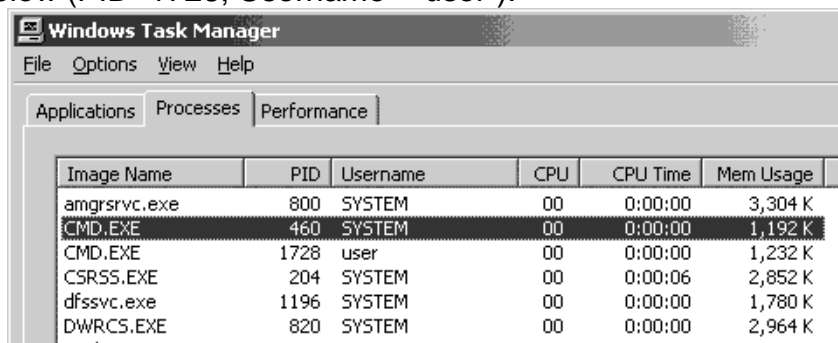 (PID 1728, Username "user").
Windows Task Manager
File Options View Help
Applications Processes Performance
Image Name PID Username CPU CPU Time Mem Usage
amgrsrvc.exe 800 SYSTEM 00 0:00:00 3,304 K
CMD.EXE 460 SYSTEM 00 0:00:00 1,192 K
CMD.EXE 1728 user 00 0:00:00 1,232 K
CSRSS.EXE 204 SYSTEM 00 0:00:06 2,852 K
dfssvc.exe 1196 SYSTEM 00 0:00:00 1,780 K
DWRCS.EXE 820 SYSTEM 00 0:00:00 2,964 K